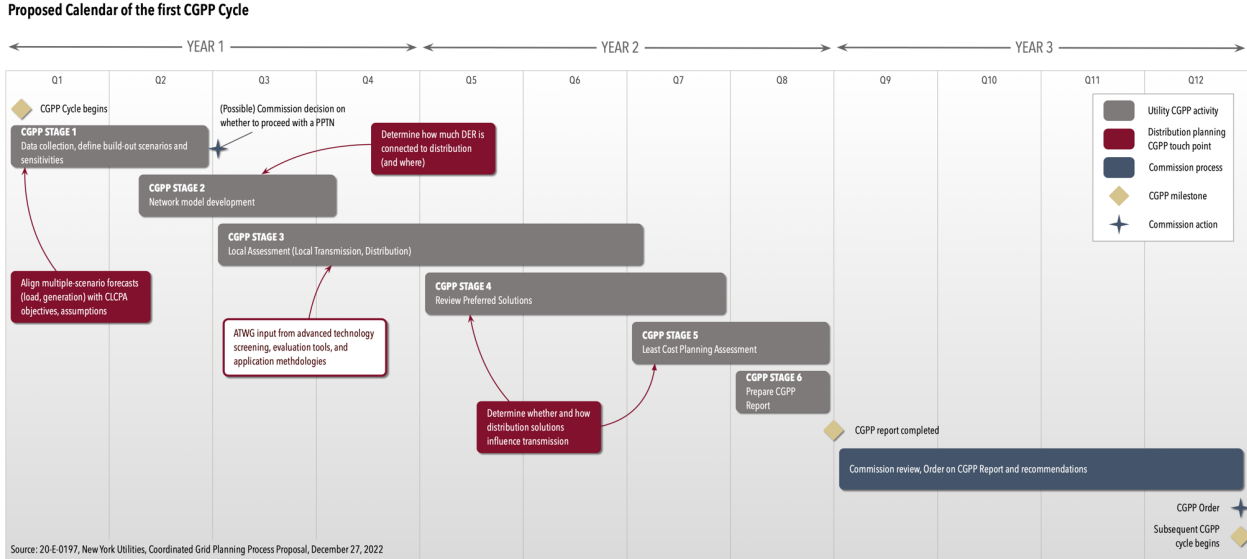 Proposed Calendar of the first CGPP Cycle
YEAR 1
YEAR 2
YEAR 3
Q1
Q2
Q3
Q4
Q5
Q6
Q7
Q8
Q9
Q10
Q11
Q12
CGPP Cycle begins
(Possible) Commission decision on
whether to proceed with a PPTN
CGPP STAGE 1
Data collection, define build-out scenarios and
sensitivities
Determine how much DER is
connected to distribution
(and where)
CGPP STAGE 2
Network model development
CGPP STAGE 3
Local Assessment (Local Transmission, Distribution)
Align multiple-scenario forecasts
(load, generation) with CLCPA
objectives, assumptions
CGPP STAGE 4
Review Preferred Solutions
ATWG input from advanced technology
screening, evaluation tools, and
application methdologies
CGPP STAGE 5
Least Cost Planning Assessment
CGPP STAGE 6
Prepare CGPP
Report
Determine whether and how
distribution solutions
influence transmission
CGPP report completed
Commission review, Order on CGPP Report and recommendations
CGPP Order
Subsequent CGPP
cycle begins
Utility CGPP activity
Distribution planning
CGPP touch point
Commission process
CGPP milestone
Commission action
Source: 20-E-0197, New York Utilities, Coordinated Grid Planning Process Proposal, December 27, 2022